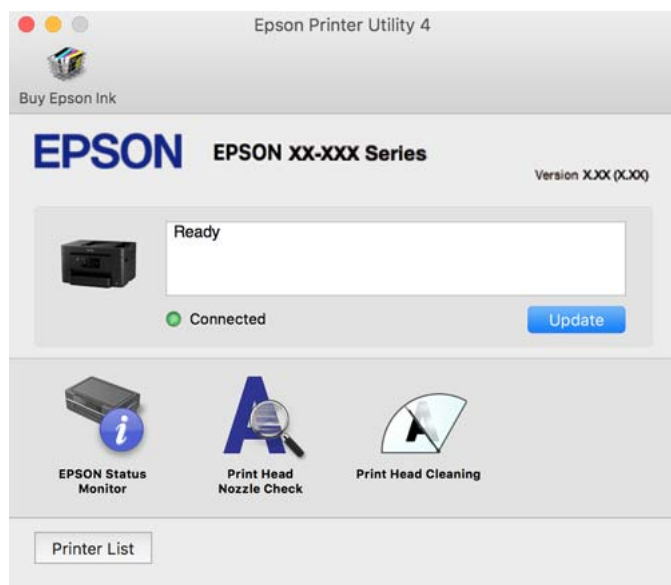 Epson Printer Utility 4
Buy Epson Ink
EPSON
EPSON XX-XXX Series
Version X.XX (X.XX)
Ready
Connected
Update
EPSON Status
Monitor
Print Head
Nozzle Check
Print Head Cleaning
Printer List